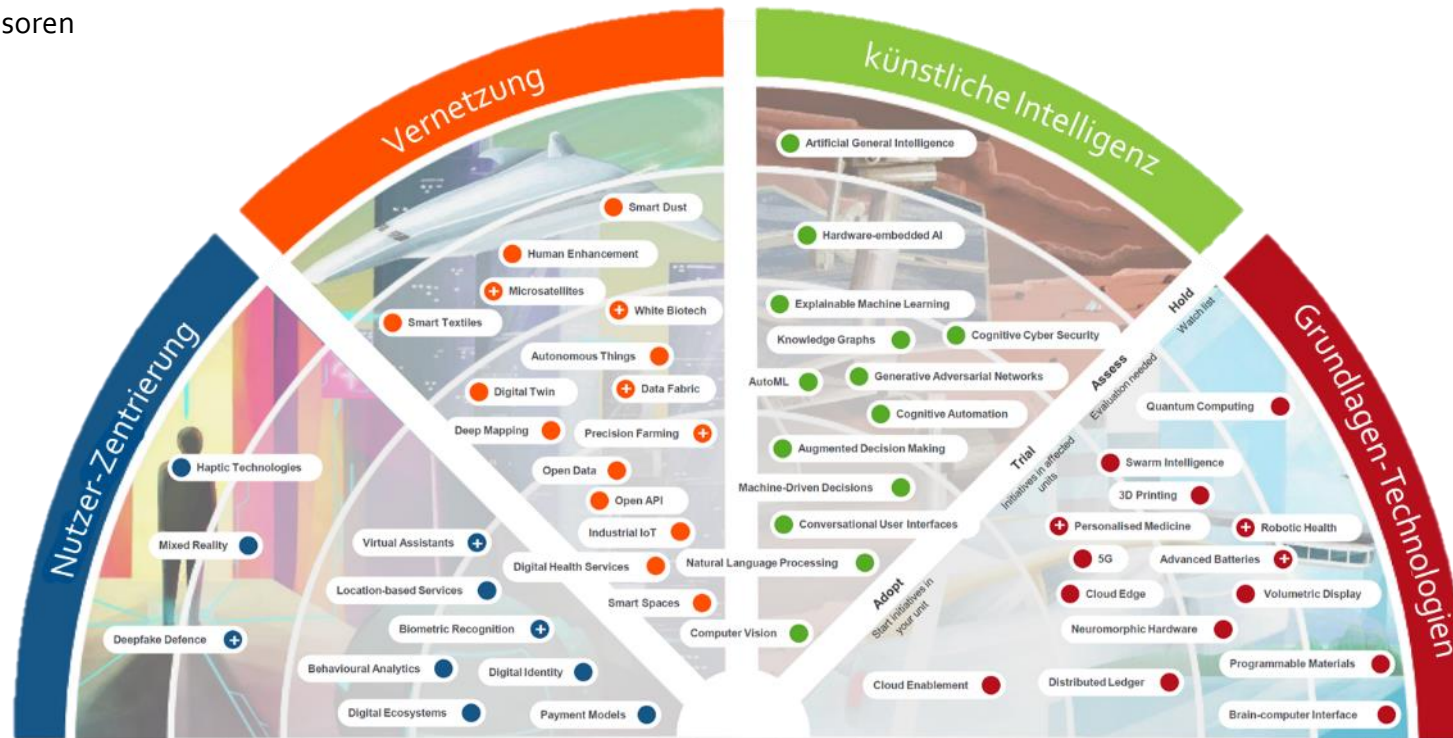 soren
Vernetzung
künstliche Intelligenz
Nutzer-Zentrierung
Grundlagen-Technologien
Haptic Technologies
Mixed Reality
Virtual Assistants
Location-based Services
Deepfake Defence
Biometric Recognition
Behavioural Analytics
Digital Identity
Digital Ecosystems
Payment Models
Smart Dust
Human Enhancement
Microsatellites
White Biotech
Smart Textiles
Autonomous Things
Digital Twin
Data Fabric
Deep Mapping
Precision Farming
Open Data
Open API
Industrial IoT
Digital Health Services
Smart Spaces
Artificial General Intelligence
Hardware-embedded AI
Explainable Machine Learning
Knowledge Graphs
Cognitive Cyber Security
AutoML
Generative Adversarial Networks
Cognitive Automation
Augmented Decision Making
Machine-Driven Decisions
Conversational User Interfaces
Natural Language Processing
Computer Vision
Hold
Watch list
Assess
Evaluation needed
Trial
Initiatives in affected
units
Adopt
Start initiatives in
your unit
Quantum Computing
Swarm Intelligence
3D Printing
Personalised Medicine
Robotic Health
5G
Advanced Batteries
Cloud Edge
Volumetric Display
Neuromorphic Hardware
Programmable Materials
Cloud Enablement
Distributed Ledger
Brain-computer Interface